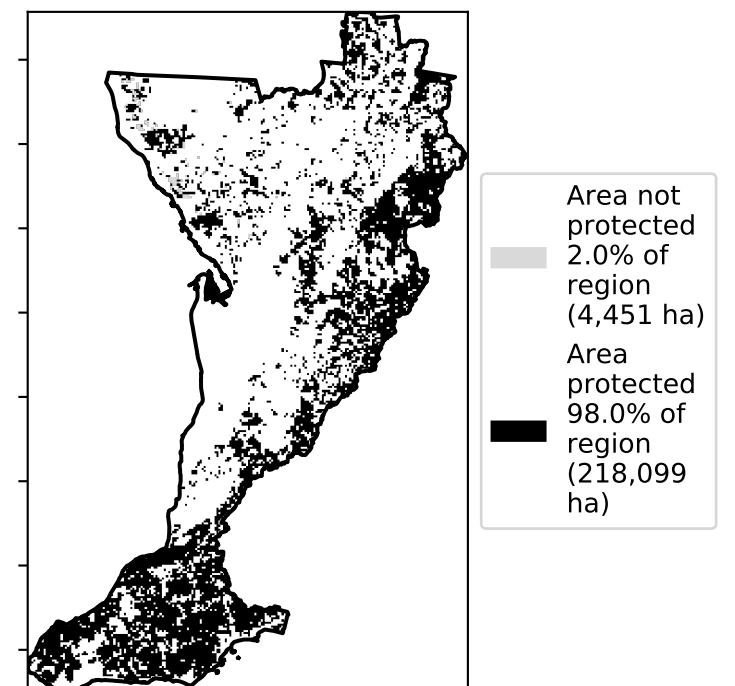 Area not
protected
2.0% of
region
(4,451 ha)
Area
protected
98.0% of
region
(218,099
ha)